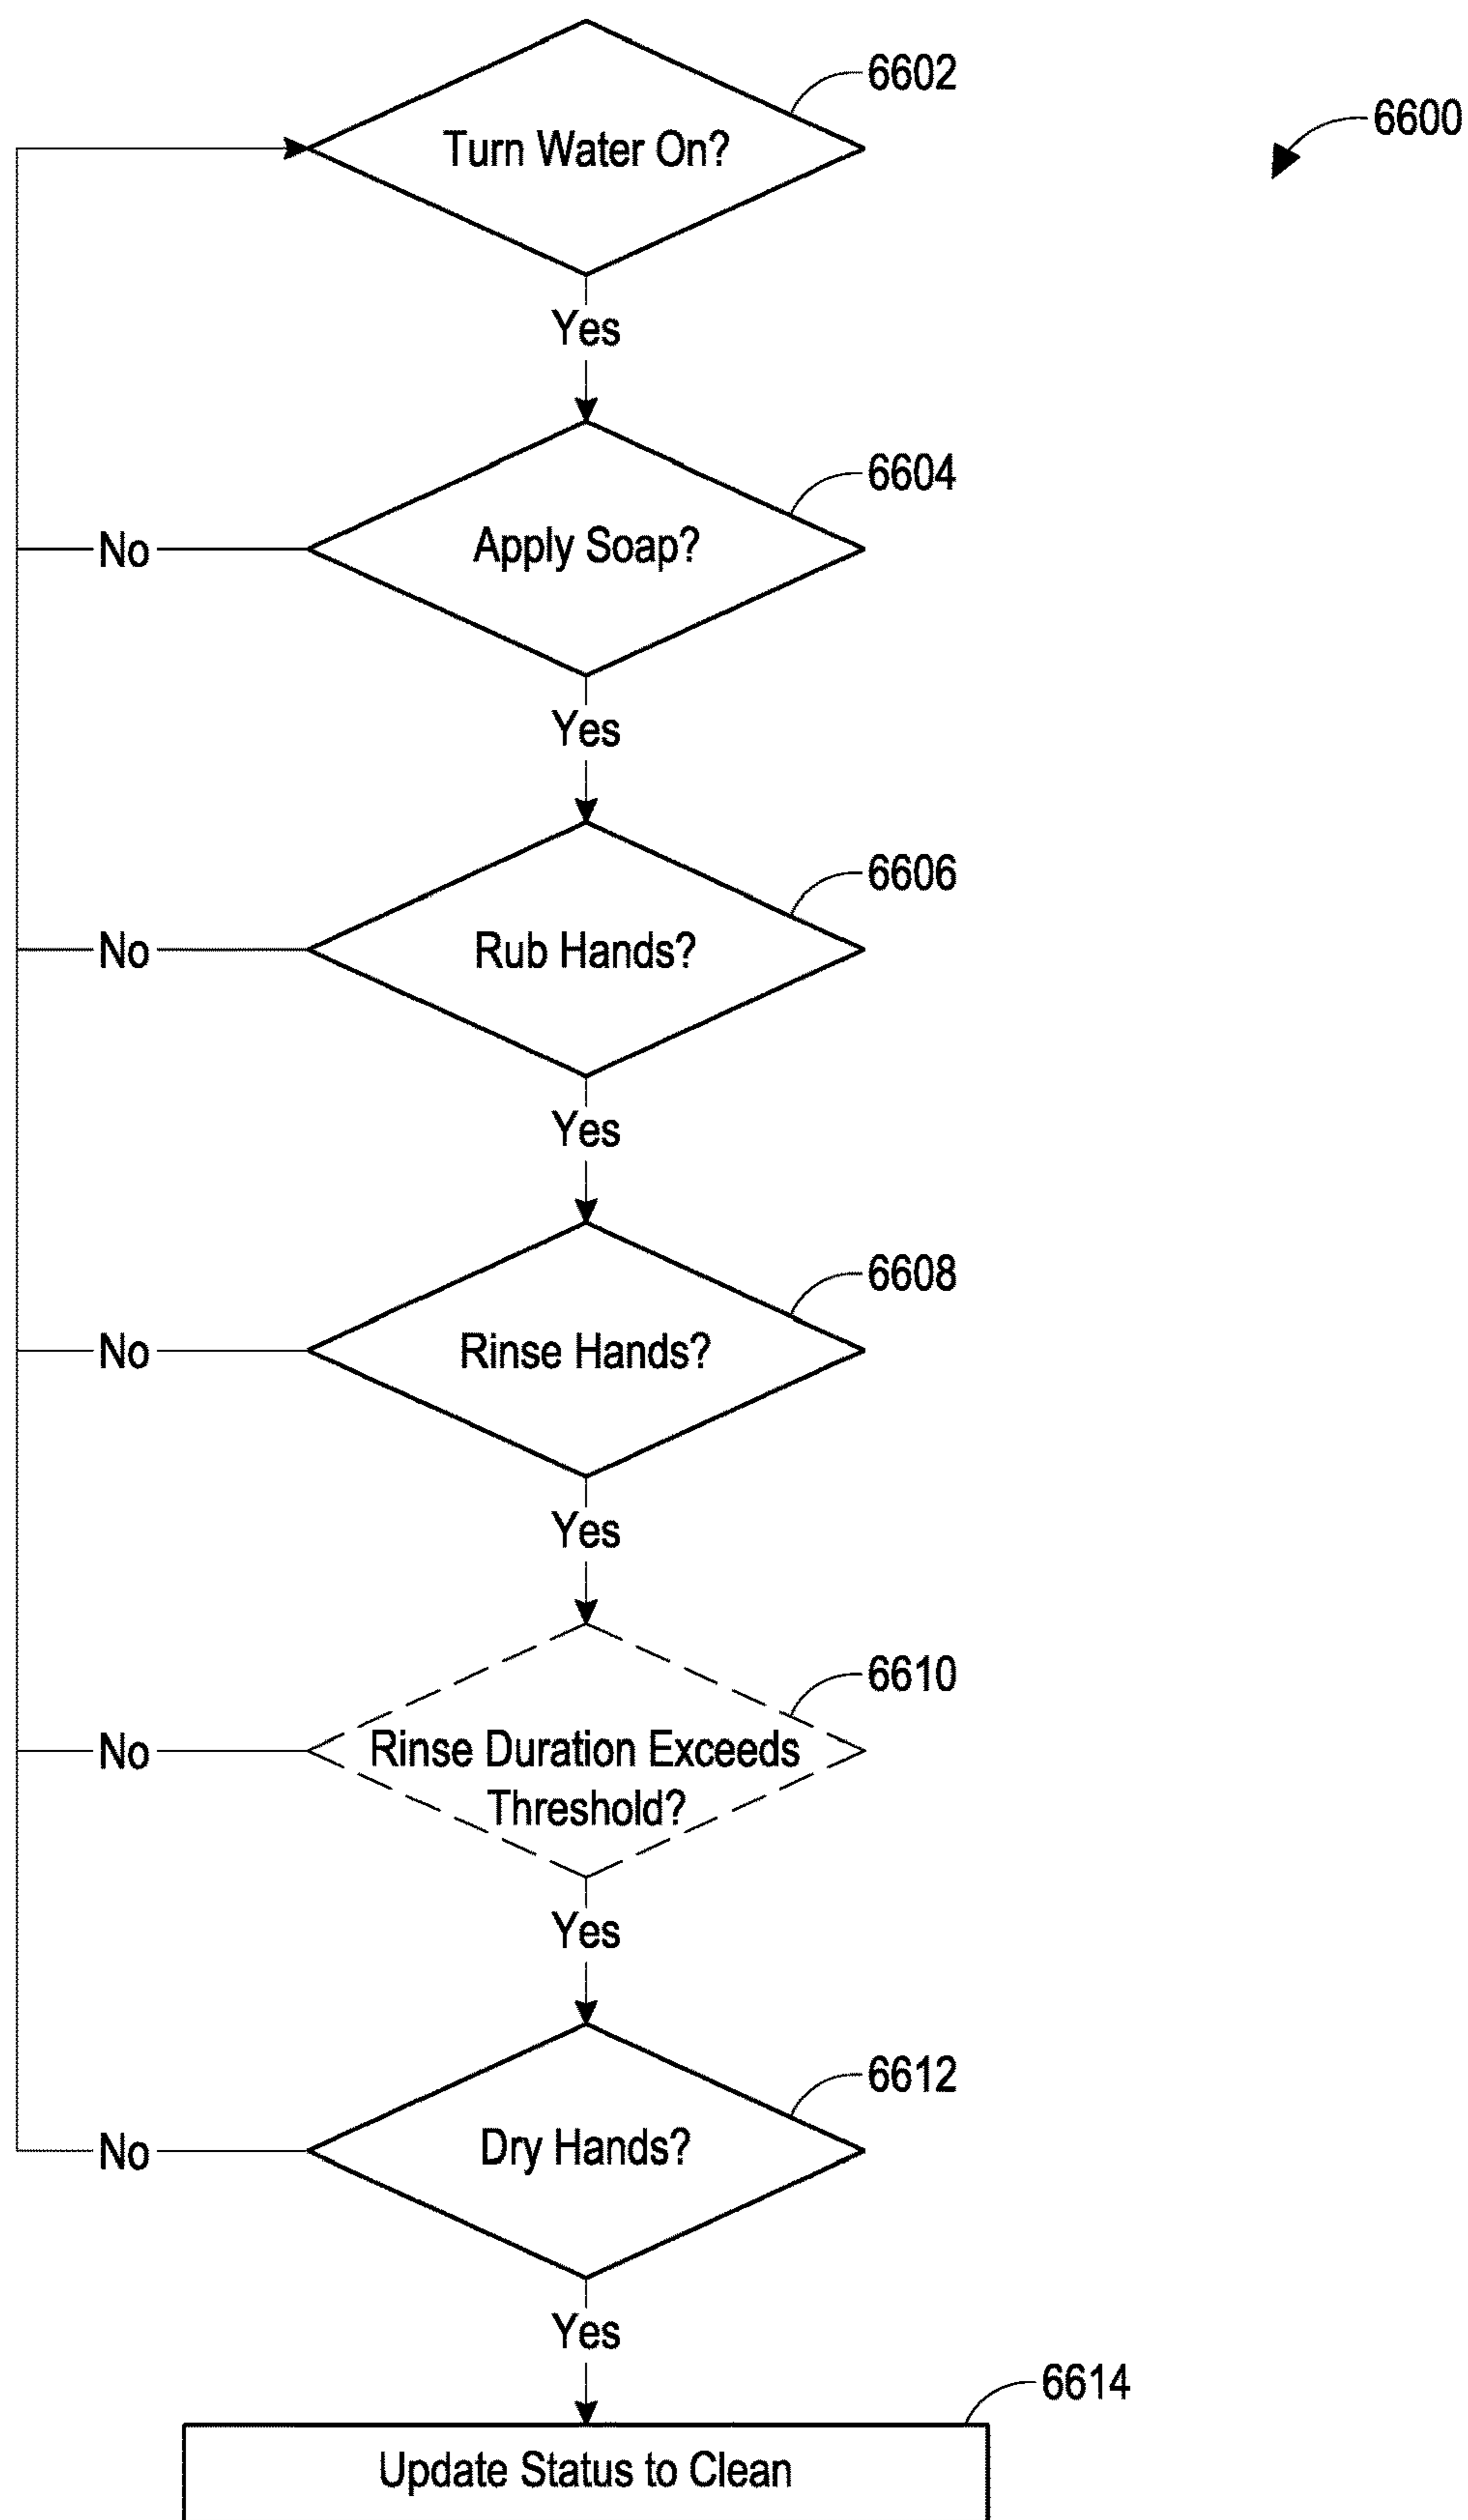 6602
6600
Turn Water On?
Yes
6604
Apply Soap?
No
Yes
6606
Rub Hands?
No
Yes
6608
Rinse Hands?
No
Yes
6610
Rinse Duration Exceeds
Threshold?
No
Yes
6612
Dry Hands?
No
Yes
6614
Update Status to Clean